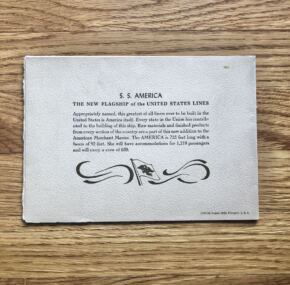 S. S. AMERICA
THE NEW FLAGSHIP of the UNITED STATES LINES
Appropriately named, this greatest of all liners ever to be built in the
United States is America itself. Every state in the Union has contrib-
uted to the building of this ship. Raw materials and finished products
from every section of the country are a part of this new addition to the
American Merchant Marine. The AMERICA is 723 feet long with a
beam of 93 feet. She will have accommodations for 1,219 passengers
and will carry a crew of 639.
U. S. A.